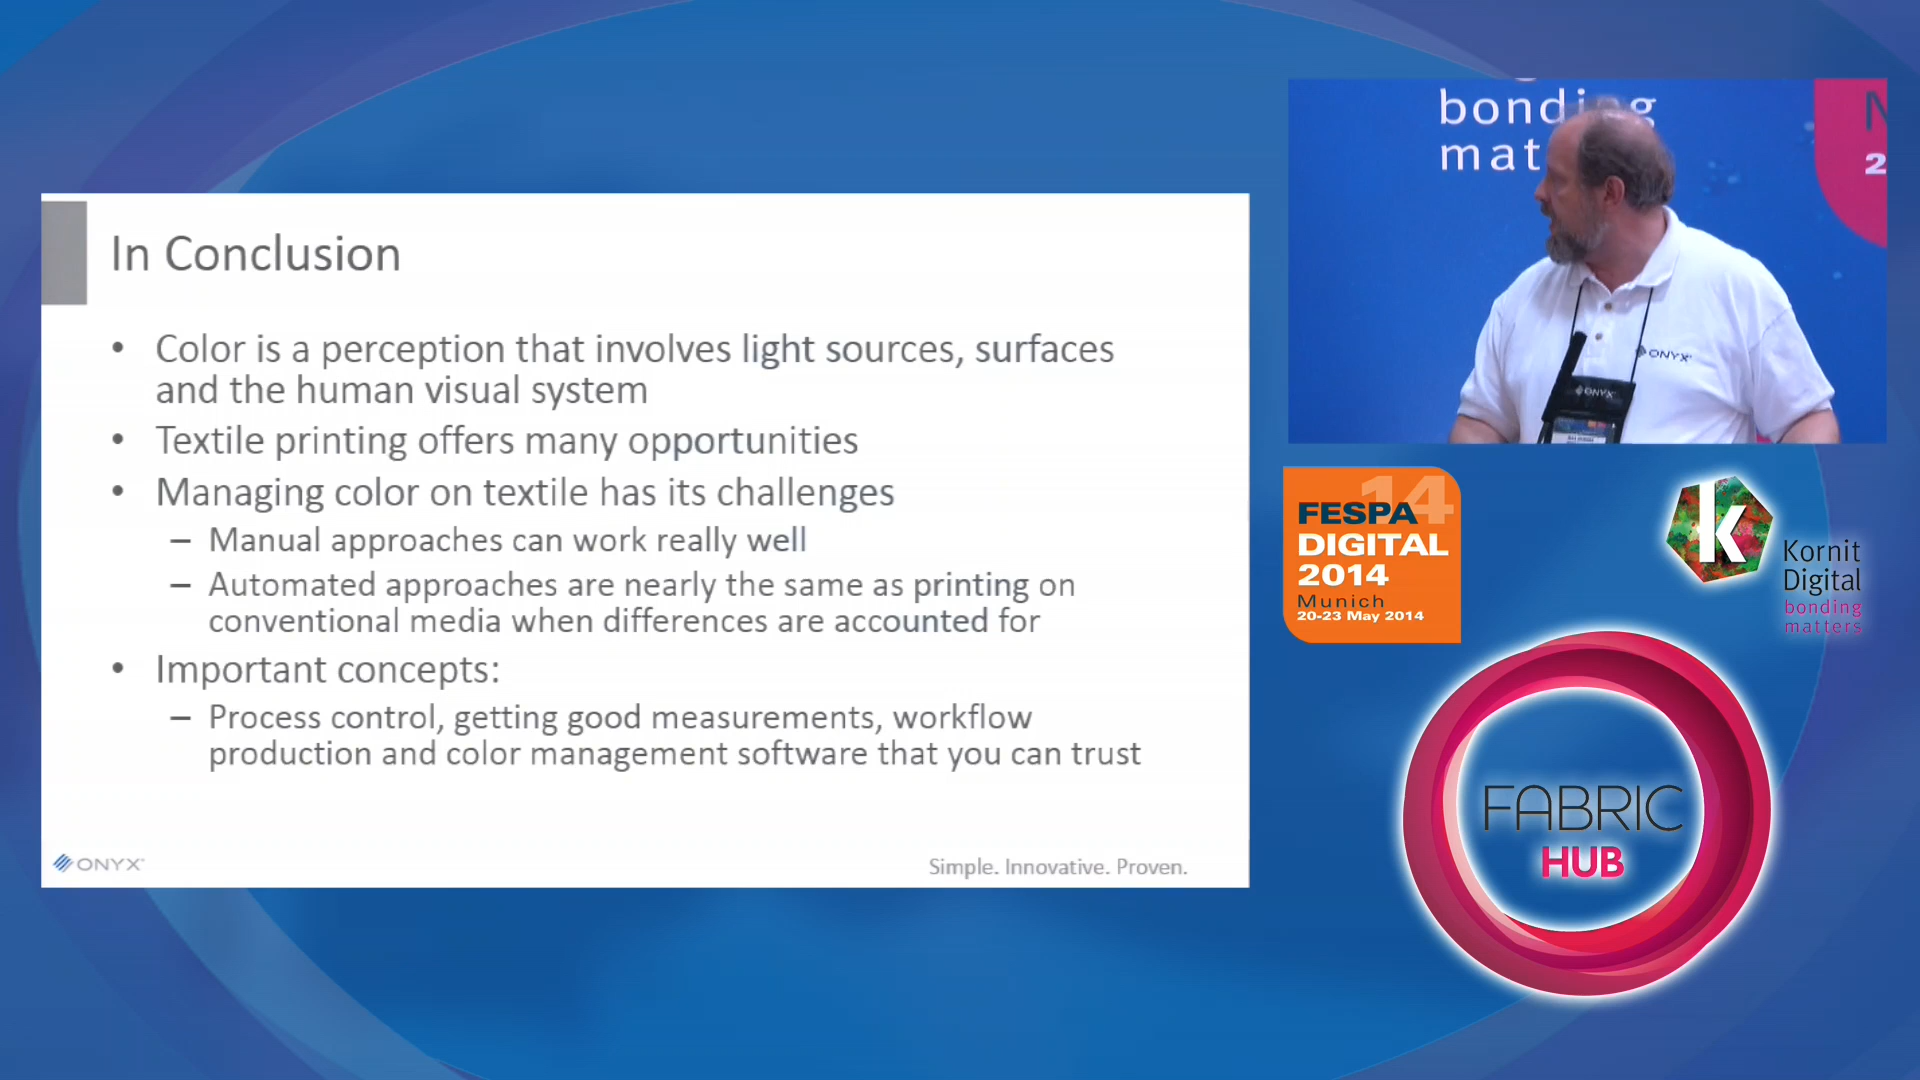 In Conclusion
• Color is a perception that involves light sources, surfaces
and the human visual system
• Textile printing offers many opportunities
• Managing color on textile has its challenges
– Manual approaches can work really well
– Automated approaches are nearly the same as printing on
conventional media when differences are accounted for
• Important concepts:
– Process control, getting good measurements, workflow
production and color management software that you can trust
ONYX
Simple. Innovative. Proven.
bonding
mat
N
2
ONYX
ONYX
14
FESPA
DIGITAL
2014
Munich
20-23 May 2014
k
Kornit
Digital
bonding
matters
FABRIC
HUB